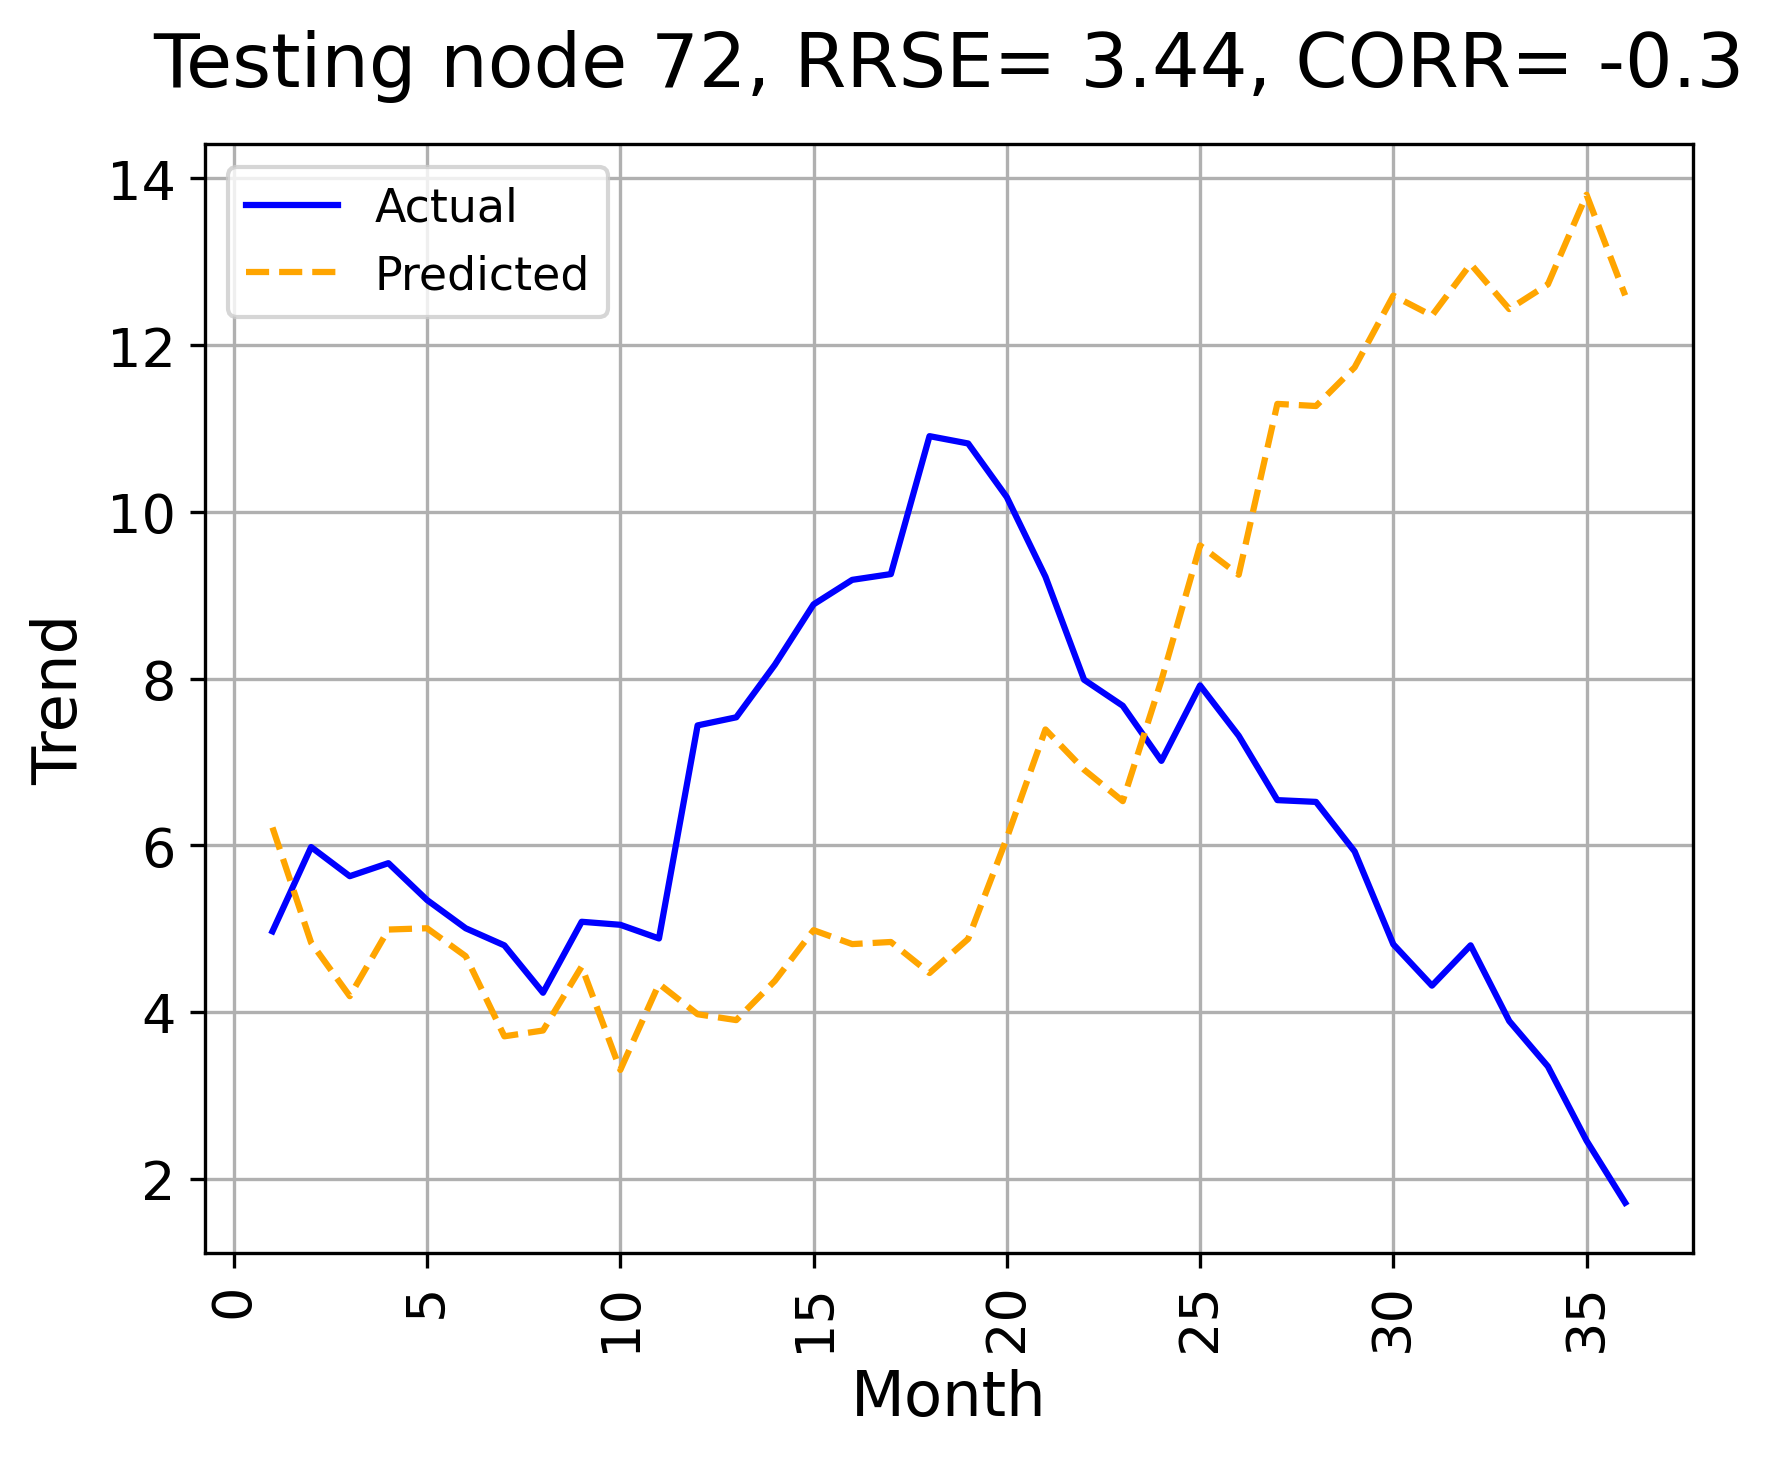 Testing node 72, RRSE= 3.44, CORR= -0.3
Actual
Predicted
14
12
10
8
6
4
2
Trend
0 5 10 15 20 25 30 35
Month